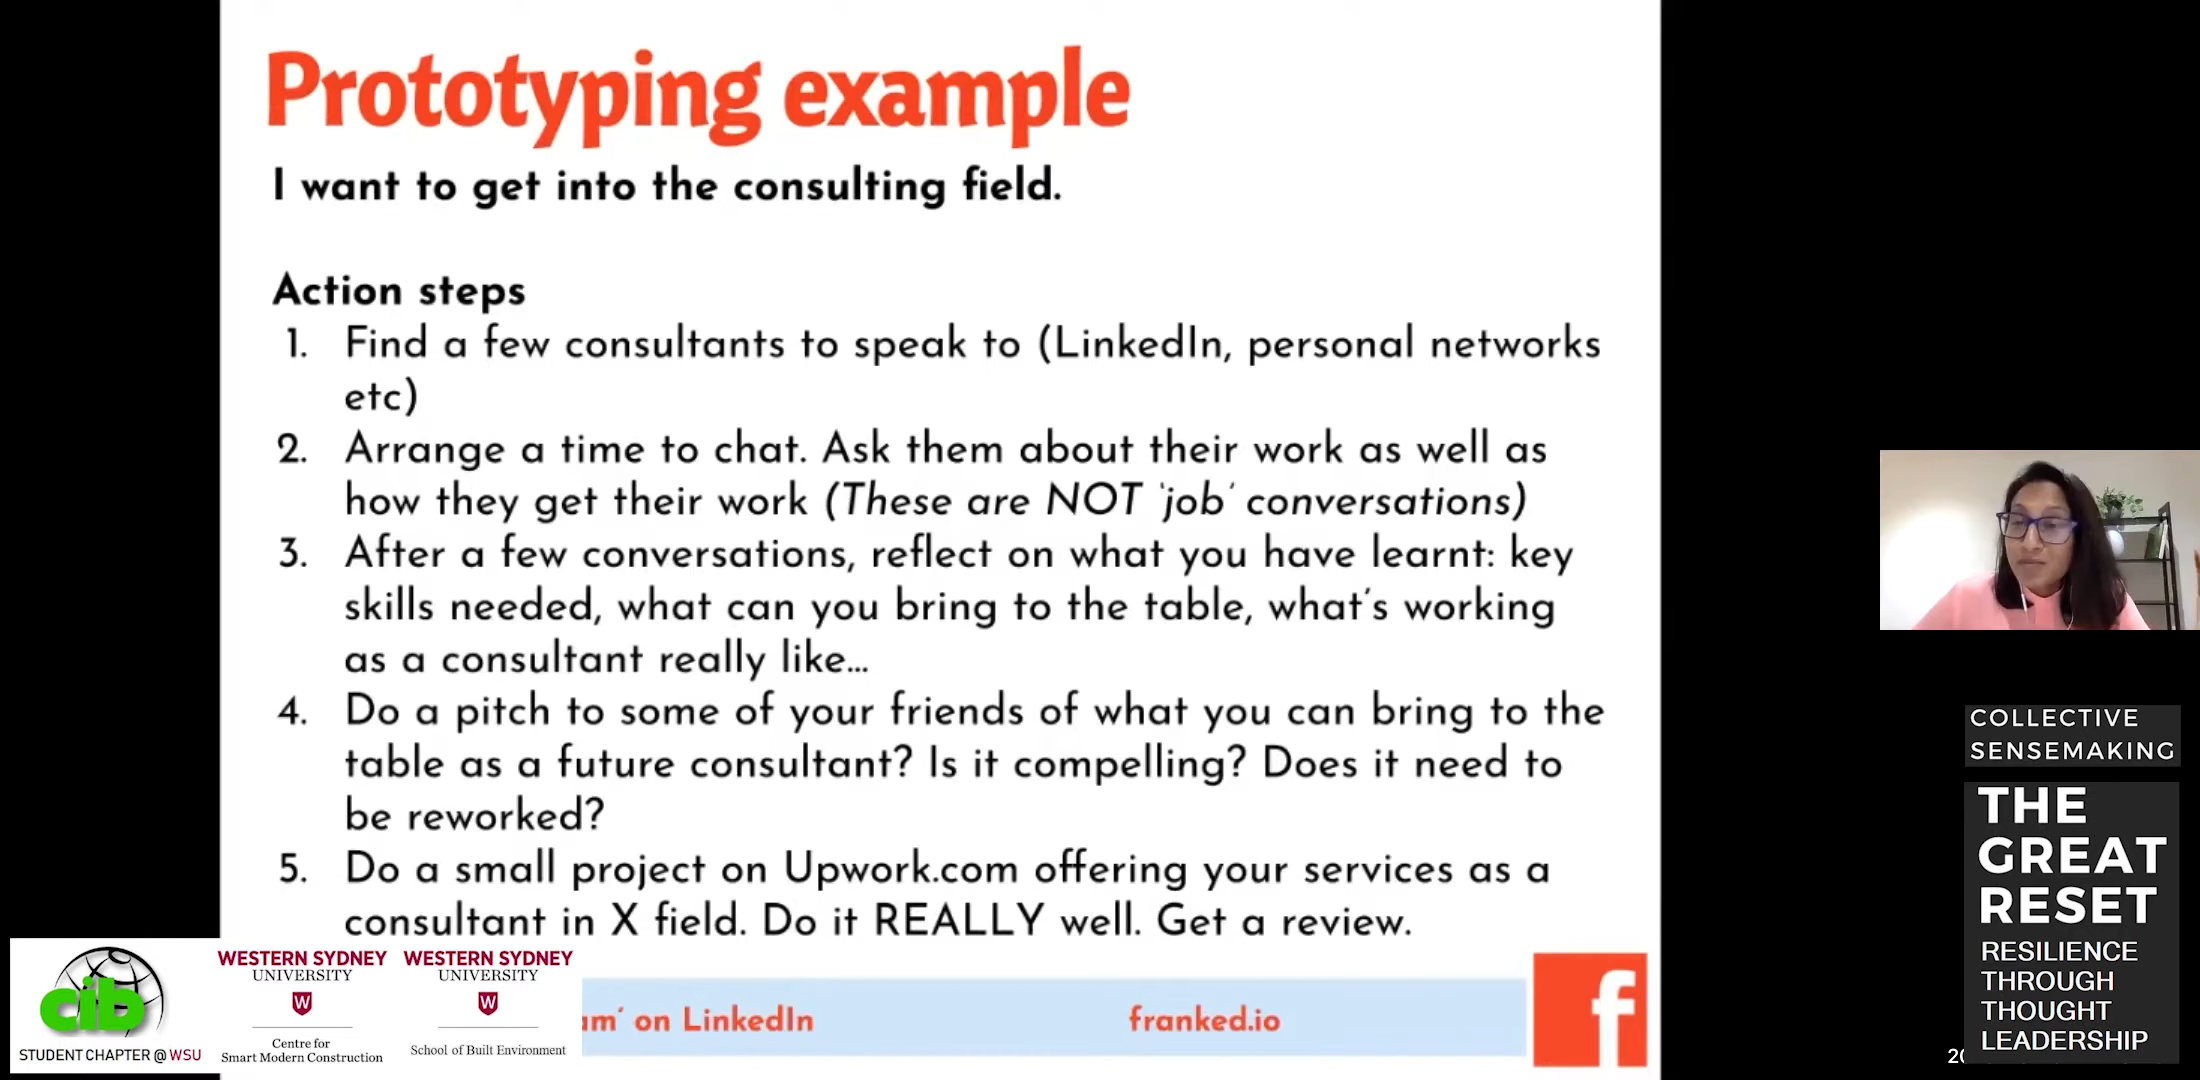 Prototyping example
I want to get into the consulting field.
Action steps
1. Find a few consultants to speak to (LinkedIn, personal networks
etc)
2. Arrange a time to chat. Ask them about their work as well as
how they get their work (These are NOT 'job' conversations)
3. After a few conversations, reflect on what you have learnt: key
skills needed, what can you bring to the table, what's working
as a consultant really like...
4. Do a pitch to some of your friends of what you can bring to the
table as a future consultant? Is it compelling? Does it need to
be reworked?
5. Do a small project on Upwork.com offering your services as a
consultant in X field. Do it REALLY well. Get a review.
on LinkedIn
franked.io
f
cib
STUDENT CHAPTER @ WSU
WESTERN SYDNEY
UNIVERSITY
W
Centre for
Smart Modern Construction
WESTERN SYDNEY
UNIVERSITY
W
School of Built Environment
COLLECTIVE
SENSEMAKING
THE
GREAT
RESET
RESILIENCE
THROUGH
THOUGHT
LEADERSHIP